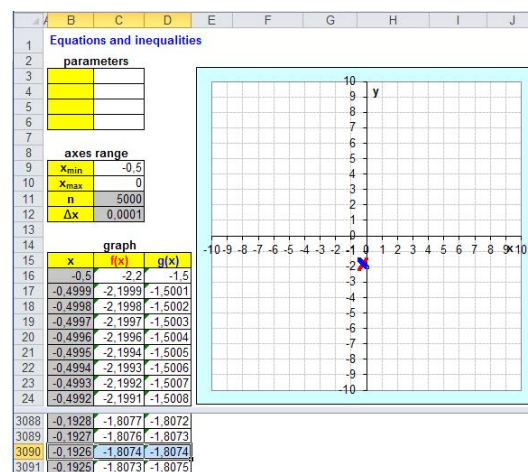 B C D E F G H I J
1 Equations and inequalities
2 parameters
3
4
5
6
7
8 axes range
9 xmin -0,5
10 xmax 0
11 n 5000
12 Δx 0,0001
13
14 graph
15 x f(x) g(x)
16 -0,5 -2,2 -1,5
17 -0,4999 -2,1999 -1,5001
18 -0,4998 -2,1998 -1,5002
19 -0,4997 -2,1997 -1,5003
20 -0,4996 -2,1996 -1,5004
21 -0,4995 -2,1994 -1,5005
22 -0,4994 -2,1993 -1,5006
23 -0,4993 -2,1992 -1,5007
24 -0,4992 -2,1991 -1,5008
3088 -0,1928 -1,8077 -1,8072
3089 -0,1927 -1,8076 -1,8073
3090 -0,1926 -1,8074 -1,8074
3091 -0,1925 -1,8073 -1,8075
10
9 y
8
7
6
5
4
3
2
1
0
-10 -9 -8 -7 -6 -5 -4 -3 -2 -1 0 1 2 3 4 5 6 7 8 9 x 10
-2
-3
-4
-5
-6
-7
-8
-9
-10